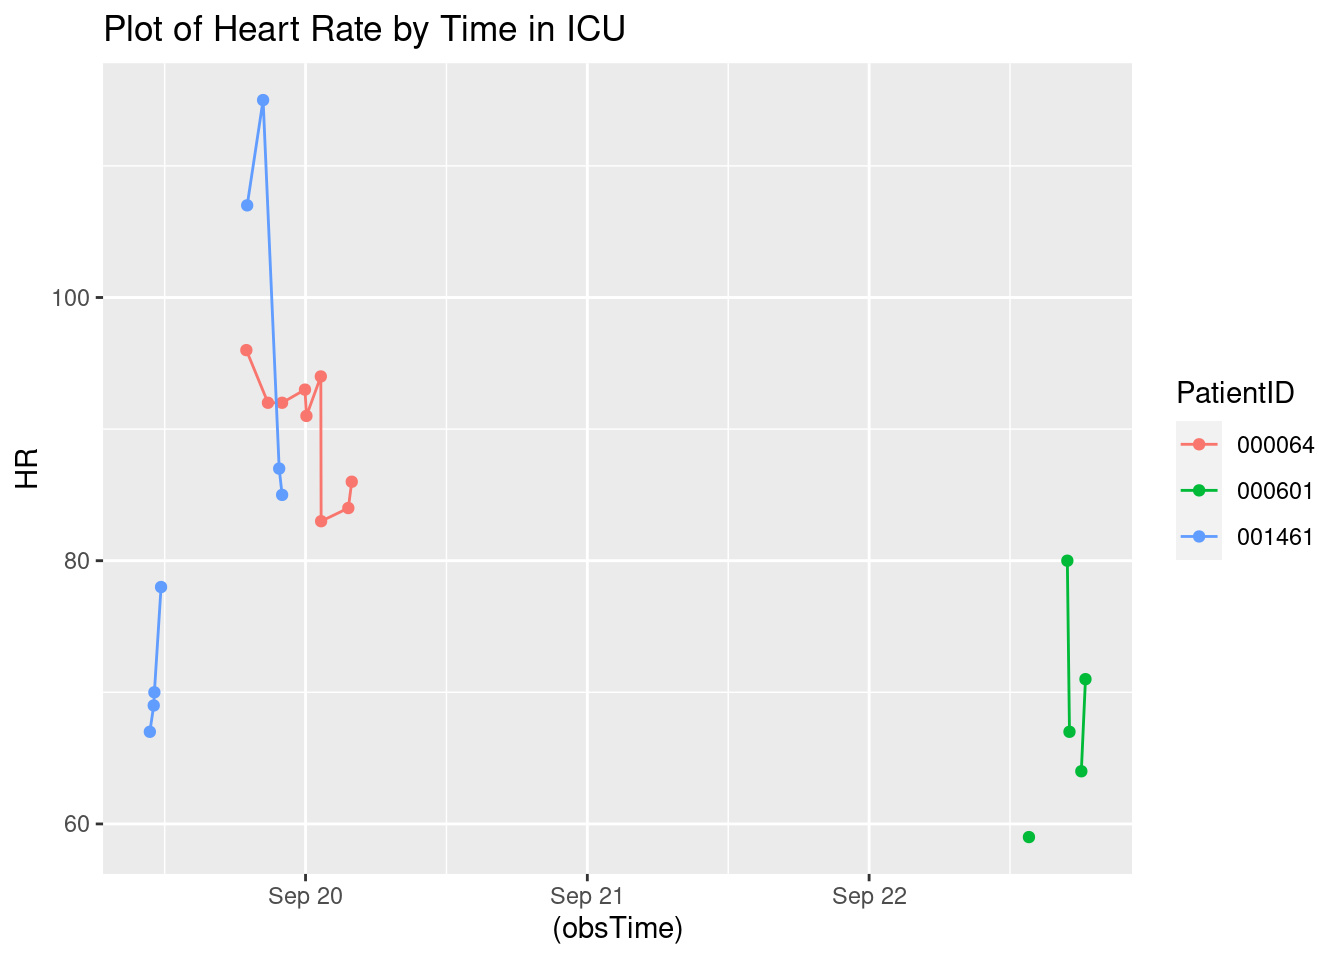 Plot of Heart Rate by Time in ICU
HR
100
80
60
Sep 20
Sep 21
Sep 22
(obsTime)
PatientID
000064
000601
001461